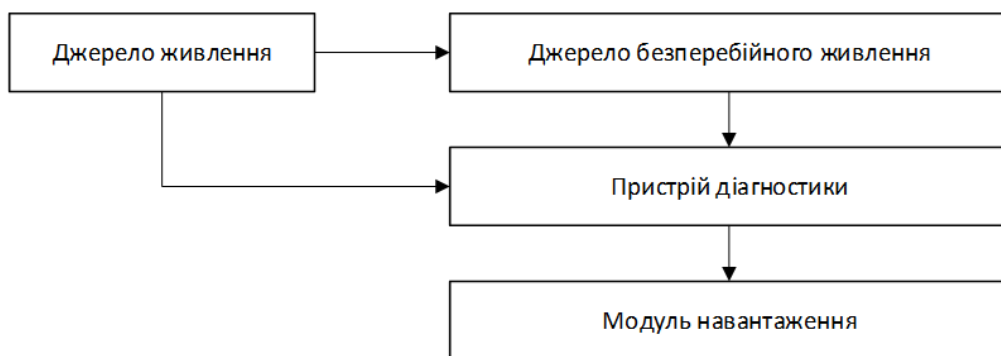 Джерело живлення
Джерело безперебійного живлення
Пристрій діагностики
Модуль навантаження